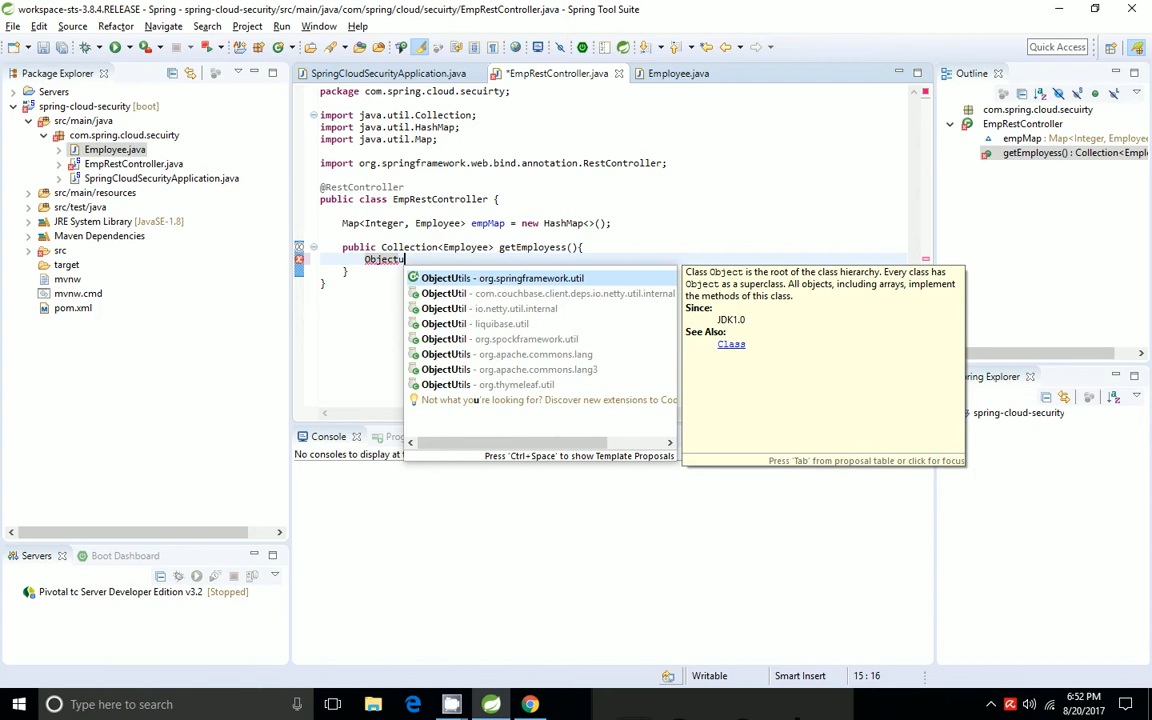 workspace-sts-3.8.4.RELEASE - Spring - spring-cloud-security/src/main/java/com/spring/cloud/secuirty/EmpRestController.java - Spring Tool Suite
File Edit Source Refactor Navigate Search Project Run Window Help
Quick Access
Package Explorer
Servers
spring-cloud-security [boot]
src/main/java
com.spring.cloud.secuirty
Employee.java
EmpRestController.java
SpringCloudSecurityApplication.java
src/main/resources
src/test/java
JRE System Library [JavaSE-1.8]
Maven Dependencies
src
target
mvnw
mvnw.cmd
pom.xml
SpringCloudSecurityApplication.java *EmpRestController.java Employee.java
package com.spring.cloud.secuirty;
import java.util.Collection;
import java.util.HashMap;
import java.util.Map;
import org.springframework.web.bind.annotation.RestController;
@RestController
public class EmpRestController {
Map<Integer, Employee> empMap = new HashMap<>();
public Collection<Employee> getEmployess(){
Objectu
}
}
ObjectUtils - org.springframework.util
ObjectUtil - com.couchbase.client.deps.io.netty.util.internal
ObjectUtil - io.netty.util.internal
ObjectUtil - liquibase.util
ObjectUtil - org.spockframework.util
ObjectUtils - org.apache.commons.lang
ObjectUtils - org.apache.commons.lang3
ObjectUtils - org.thymeleaf.util
Not what you're looking for? Discover new extensions to Coc
Press 'Ctrl+Space' to show Template Proposals
Class Object is the root of the class hierarchy. Every class has
Object as a superclass. All objects, including arrays, implement
the methods of this class.
Since:
JDK1.0
See Also:
Class
Press 'Tab' from proposal table or click for focus
Outline
com.spring.cloud.secuirty
EmpRestController
empMap : Map<Integer, Employee
getEmployess() : Collection<Empl
ring Explorer
spring-cloud-security
Console Prog
No consoles to display at t
Servers Boot Dashboard
Pivotal tc Server Developer Edition v3.2 [Stopped]
Writable Smart Insert 15 : 16
Type here to search
6:52 PM
8/20/2017